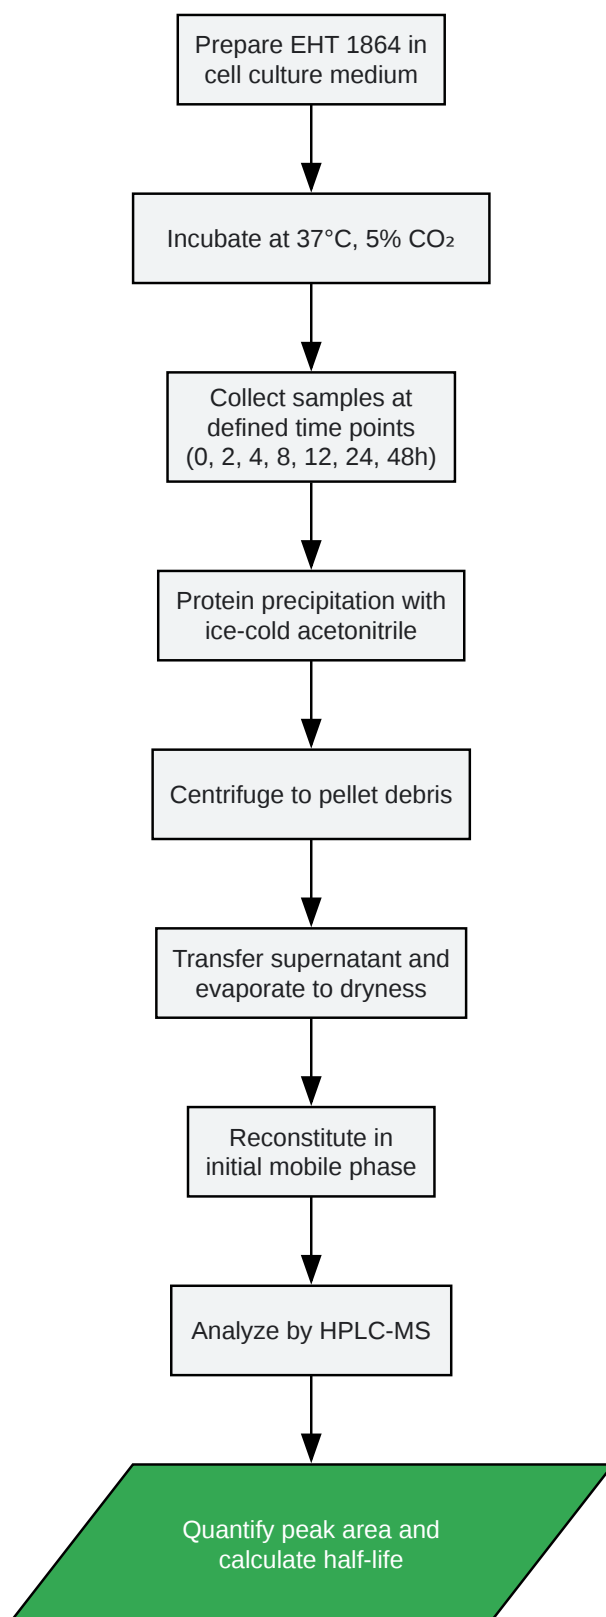 Prepare EHT 1864 in
cell culture medium
Incubate at 37°C, 5% CO₂
Collect samples at
defined time points
(0, 2, 4, 8, 12, 24, 48h)
Protein precipitation with
ice-cold acetonitrile
Centrifuge to pellet debris
Transfer supernatant and
evaporate to dryness
Reconstitute in
initial mobile phase
Analyze by HPLC-MS
Quantify peak area and
calculate half-life